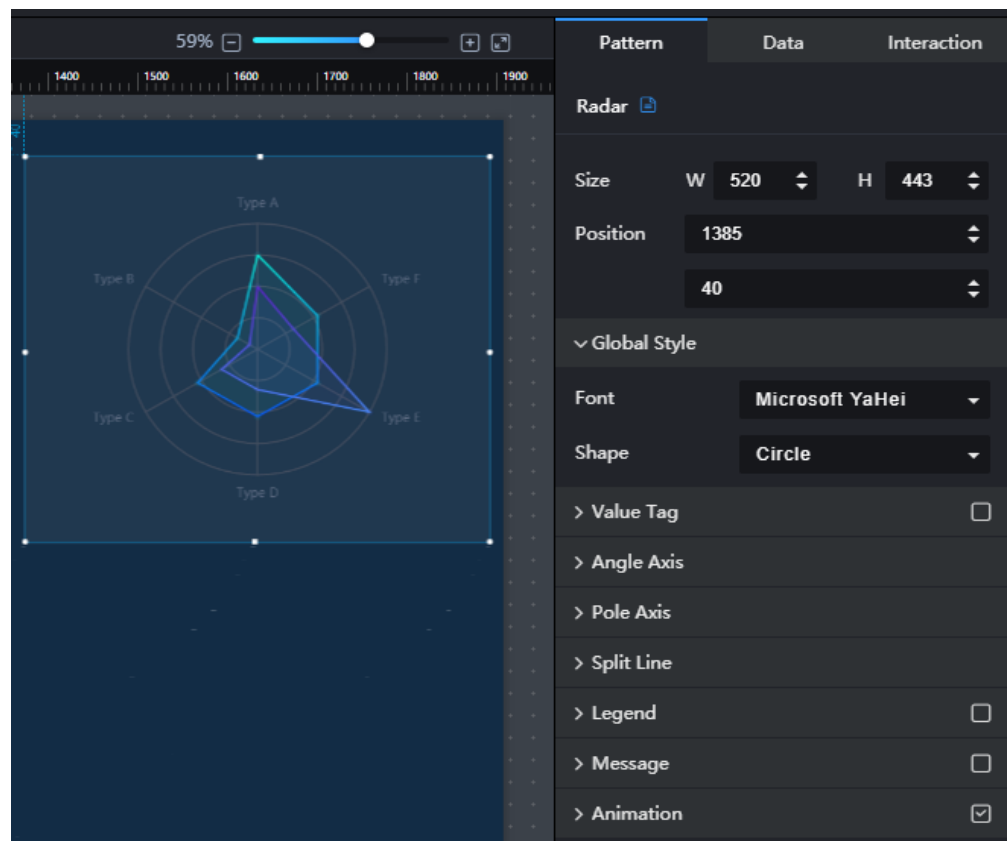 59%
Pattern Data Interaction
1400 1500 1600 1700 1800 1900
Radar
40
Size W 520 H 443
Type A
Position 1385
Type B Type F
40
Global Style
Font Microsoft YaHei
Type C Type E
Shape Circle
Type D
Value Tag
Angle Axis
Pole Axis
Split Line
Legend
Message
Animation